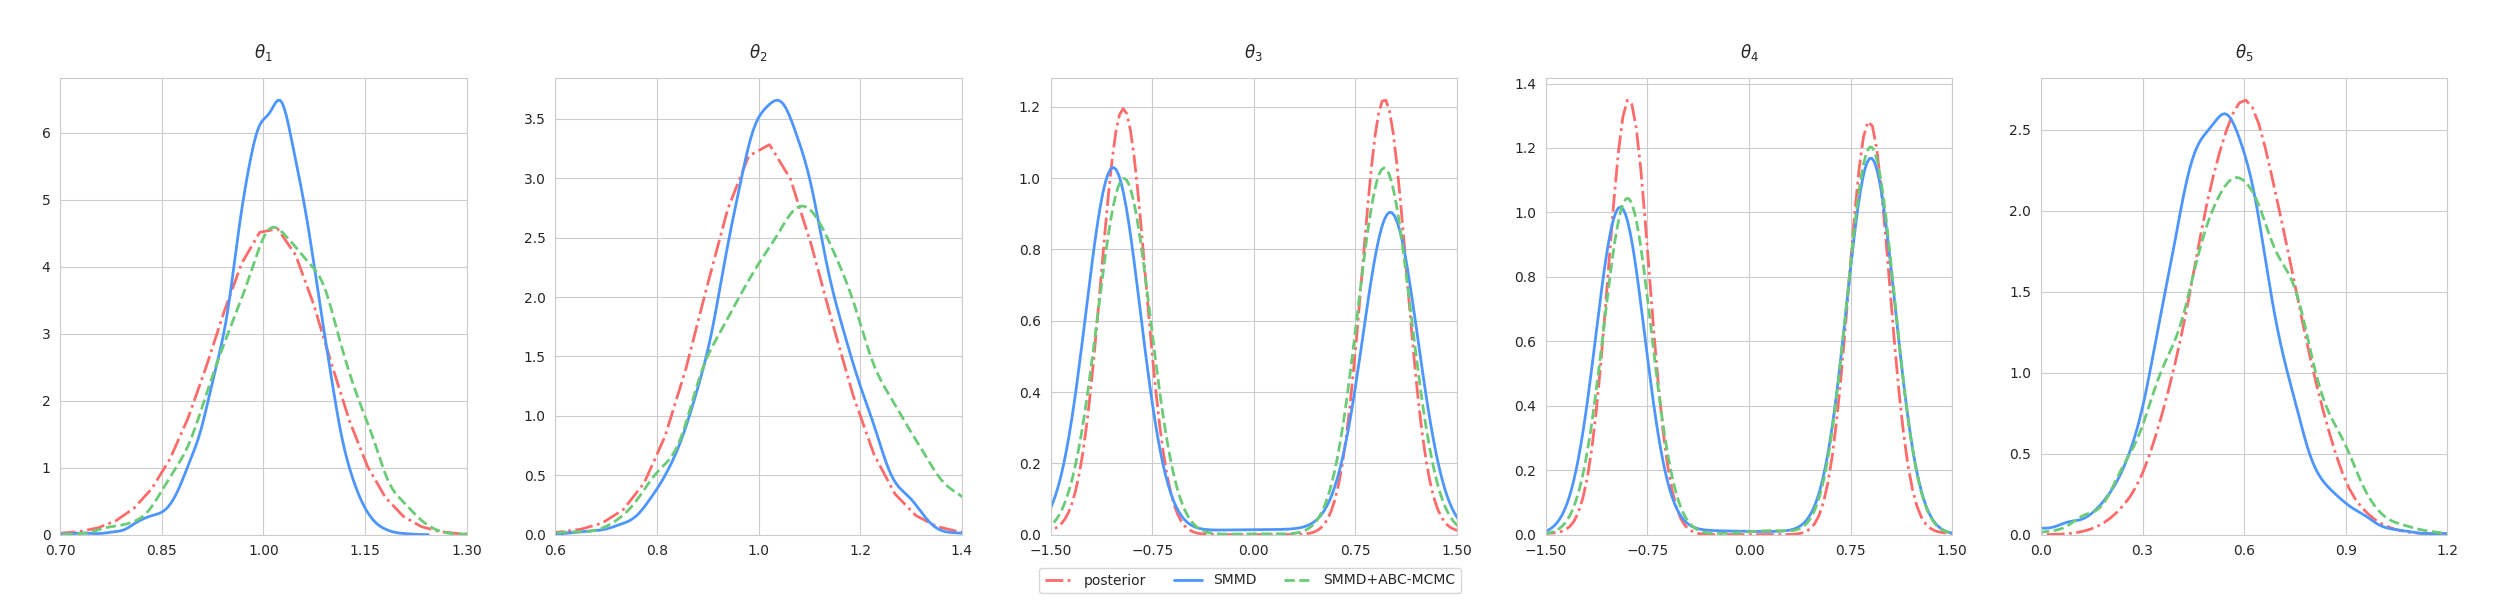 θ1 θ2 θ3 θ4 θ5
6 3.5 1.2 1.4 2.5
5 3.0 1.0 1.2 2.0
4 2.5 0.8 1.0 1.5
3 2.0 0.6 0.8 1.0
2 1.5 0.4 0.6 0.5
1 1.0 0.2 0.4 0.0
0 0.5 0.0 0.2
0.0 0.0
0.70 0.85 1.00 1.15 1.30 0.6 0.8 1.0 1.2 1.4 −1.50 −0.75 0.00 0.75 1.50 −1.50 −0.75 0.00 0.75 1.50 0.0 0.3 0.6 0.9 1.2
posterior SMMD SMMD+ABC-MCMC